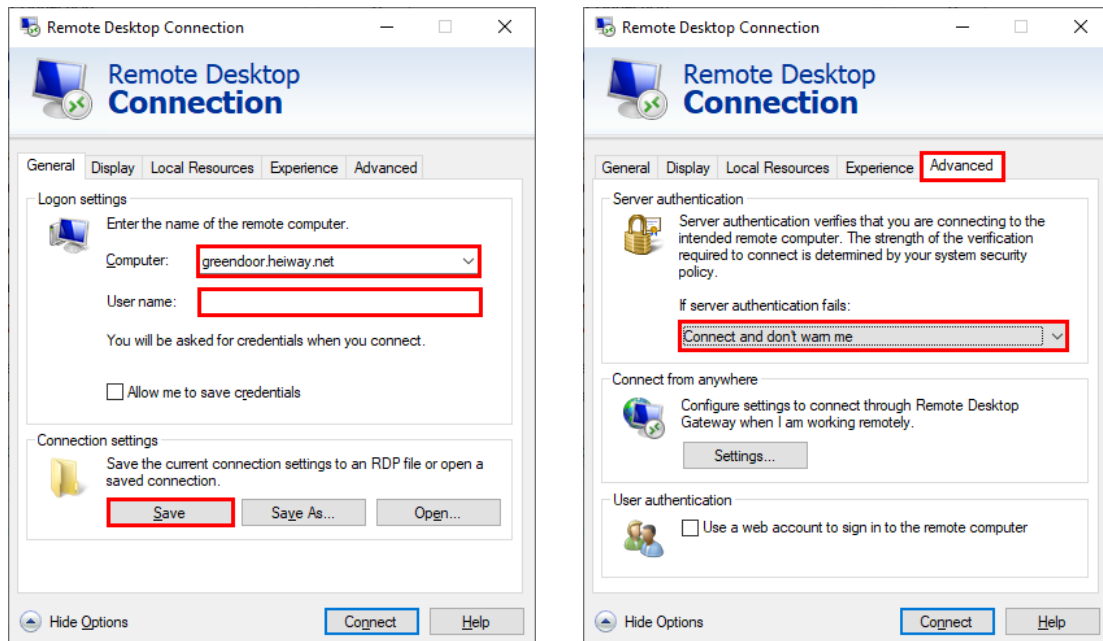 Remote Desktop Connection
Remote Desktop
Connection
General Display Local Resources Experience Advanced
Logon settings
Enter the name of the remote computer.
Computer: greendoor.heiway.net
User name:
You will be asked for credentials when you connect.
Allow me to save credentials
Connection settings
Save the current connection settings to an RDP file or open a
saved connection.
Save Save As... Open...
Hide Options Connect Help
Remote Desktop Connection
Remote Desktop
Connection
General Display Local Resources Experience Advanced
Server authentication
Server authentication verifies that you are connecting to the
intended remote computer. The strength of the verification
required to connect is determined by your system security
policy.
If server authentication fails:
Connect and don't warn me
Connect from anywhere
Configure settings to connect through Remote Desktop
Gateway when I am working remotely.
Settings...
User authentication
Use a web account to sign in to the remote computer
Hide Options Connect Help